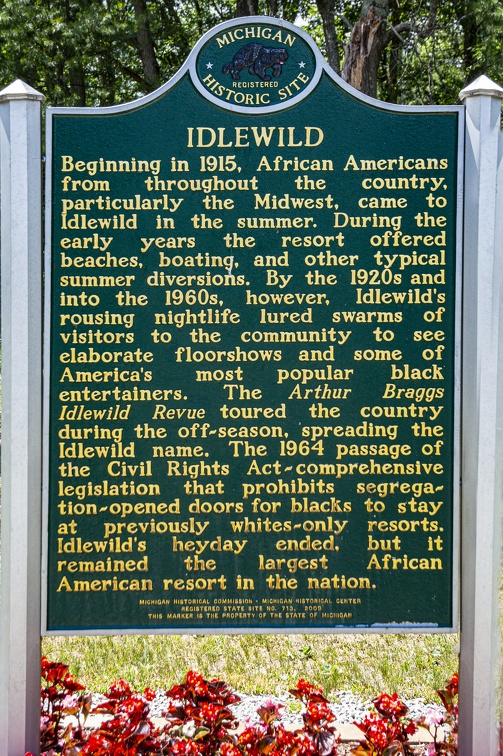 MICHIGAN
REGISTERED
HISTORIC SITE
IDLEWILD
Beginning in 1915, African Americans
from throughout the country,
particularly the Midwest, came to
Idlewild in the summer. During the
early years the resort offered
beaches, boating, and other typical
summer diversions. By the 1920s and
into the 1960s, however, Idlewild's
rousing nightlife lured swarms of
visitors to the community to see
elaborate floorshows and some of
America's most popular black
entertainers. The Arthur Braggs
Idlewild Revue toured the country
during the off-season, spreading the
Idlewild name. The 1964 passage of
the Civil Rights Act-comprehensive
legislation that prohibits segrega-
tion-opened doors for blacks to stay
at previously whites-only resorts.
Idlewild's heyday ended, but it
remained the largest African
American resort in the nation.
MICHIGAN HISTORICAL COMMISSION - MICHIGAN HISTORICAL CENTER
REGISTERED STATE SITE NO. 713, 2009
THIS MARKER IS THE PROPERTY OF THE STATE OF MICHIGAN